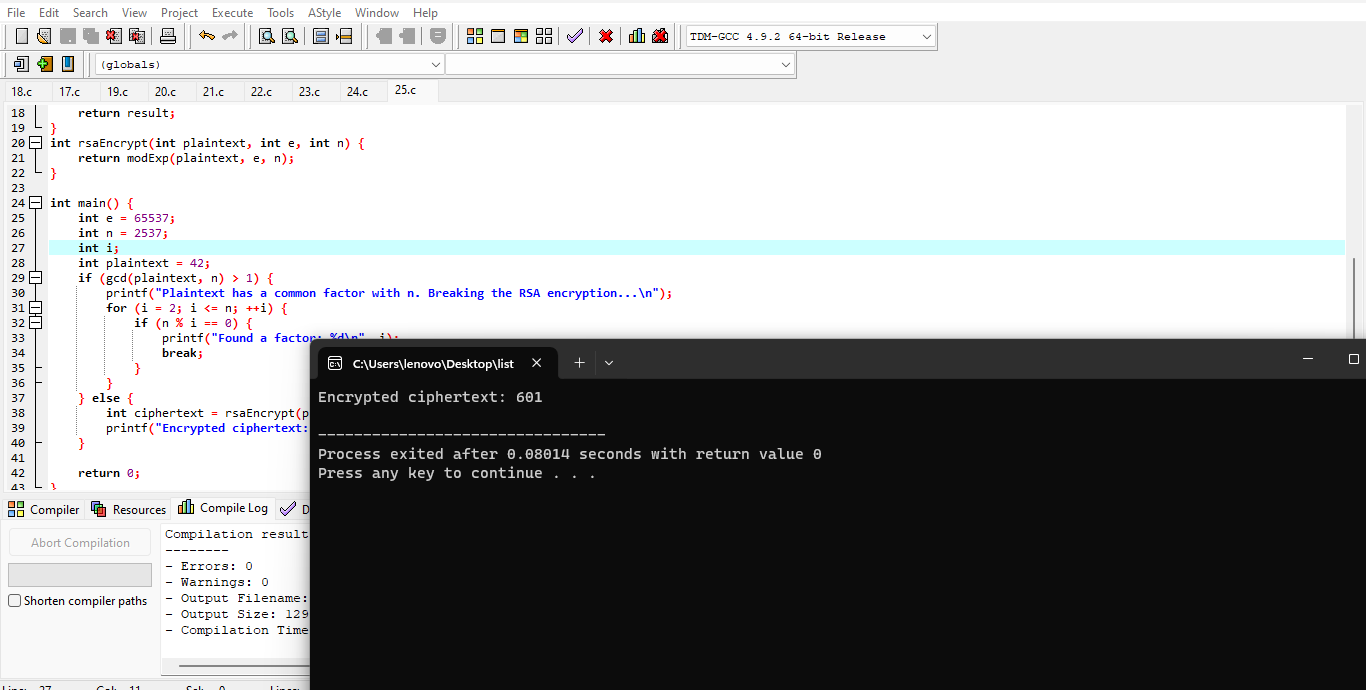 File Edit Search View Project Execute Tools AStyle Window Help
TDM-GCC 4.9.2 64-bit Release
(globals)
18.c 17.c 19.c 20.c 21.c 22.c 23.c 24.c 25.c
18 return result;
19 }
20 int rsaEncrypt(int plaintext, int e, int n) {
21 return modExp(plaintext, e, n);
22 }
23
24 int main() {
25 int e = 65537;
26 int n = 2537;
27 int i;
28 int plaintext = 42;
29 if (gcd(plaintext, n) > 1) {
30 printf("Plaintext has a common factor with n. Breaking the RSA encryption...\n");
31 for (i = 2; i <= n; ++i) {
32 if (n % i == 0) {
33 printf("Found a factor: %d\n", i);
34 break;
35 }
36 }
37 } else {
38 int ciphertext = rsaEncrypt(p
39 printf("Encrypted ciphertext:
40 }
41
42 return 0;
43 }
C:\Users\lenovo\Desktop\list
Encrypted ciphertext: 601
--------------------------------
Process exited after 0.08014 seconds with return value 0
Press any key to continue . . .
Compiler Resources Compile Log D
Abort Compilation
Shorten compiler paths
Compilation result
--------
- Errors: 0
- Warnings: 0
- Output Filename:
- Output Size: 129
- Compilation Time
Line: 27 Col: 11 Sel: 0 Lines: